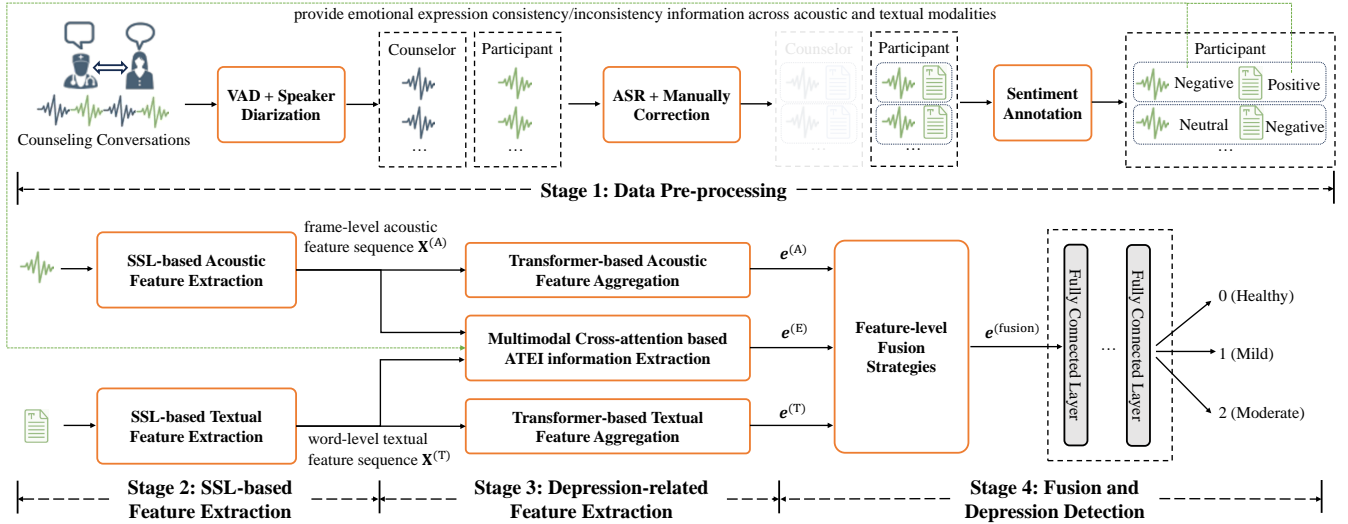 provide emotional expression consistency/inconsistency information across acoustic and textual modalities
Counseling Conversations
VAD + Speaker
Diarization
Counselor
...
Participant
...
ASR + Manually
Correction
Counselor
...
Participant
...
Sentiment
Annotation
Participant
Negative
Positive
Neutral
Negative
...
Stage 1: Data Pre-processing
SSL-based Acoustic
Feature Extraction
frame-level acoustic
feature sequence X^(A)
Transformer-based Acoustic
Feature Aggregation
e^(A)
Multimodal Cross-attention based
ATEI information Extraction
e^(E)
SSL-based Textual
Feature Extraction
word-level textual
feature sequence X^(T)
Transformer-based Textual
Feature Aggregation
e^(T)
Feature-level
Fusion
Strategies
e^(fusion)
Fully Connected Layer
...
Fully Connected Layer
0 (Healthy)
1 (Mild)
2 (Moderate)
Stage 2: SSL-based
Feature Extraction
Stage 3: Depression-related
Feature Extraction
Stage 4: Fusion and
Depression Detection